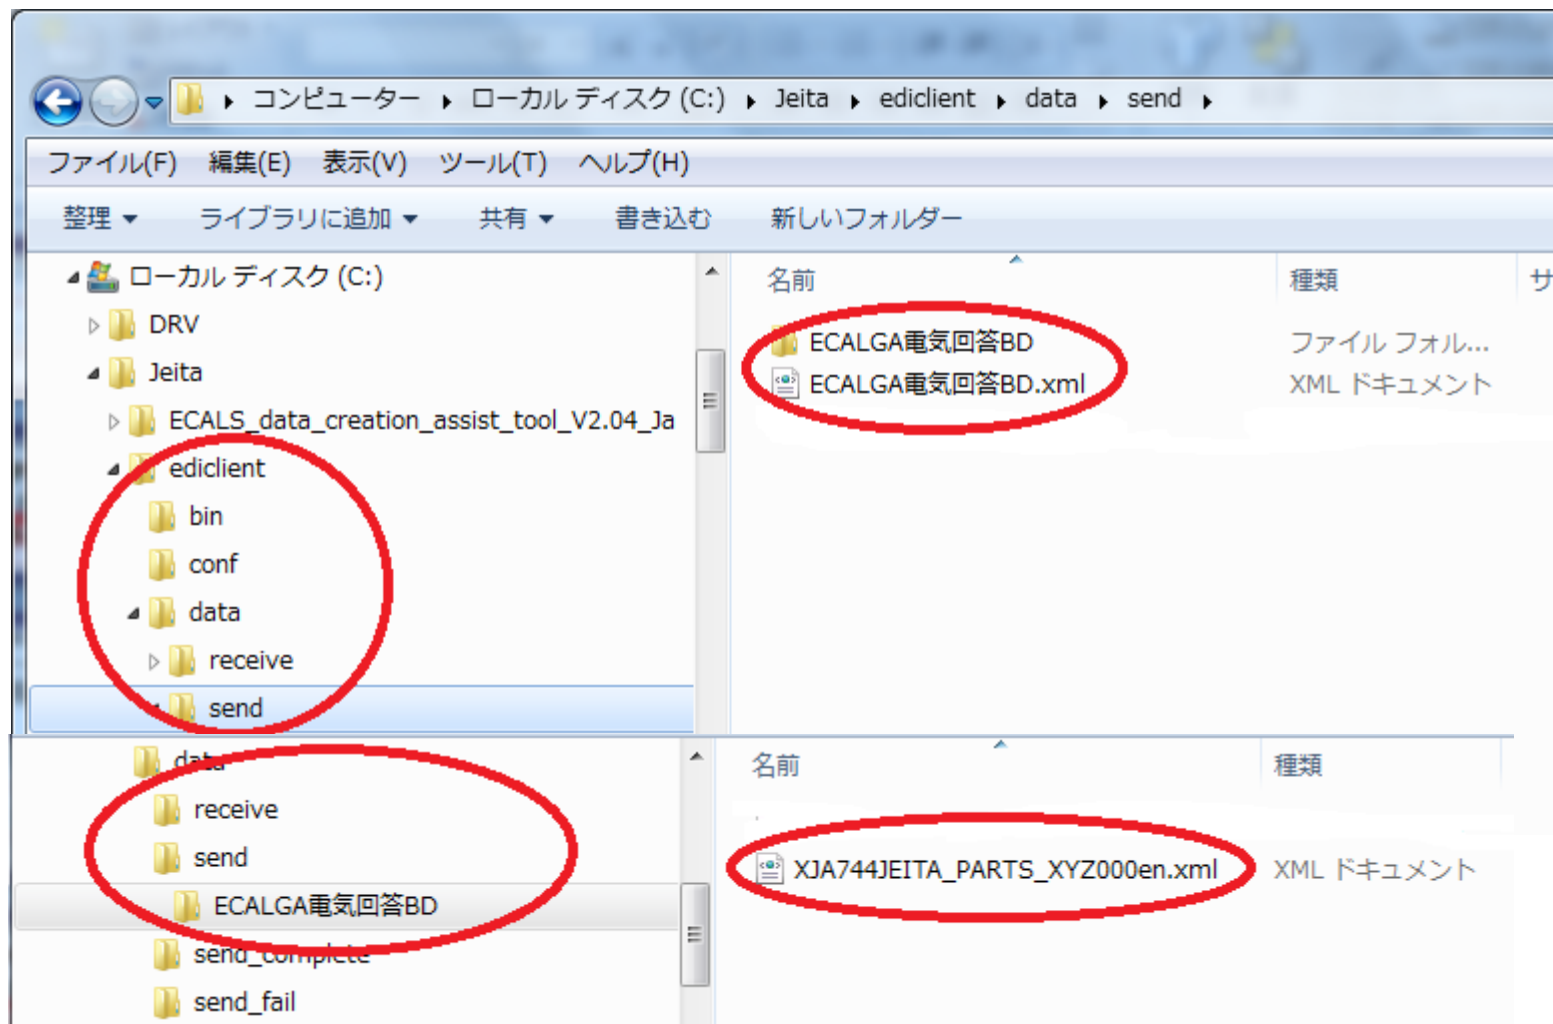 コンピューター ▸ ローカル ディスク (C:) ▸ Jeita ▸ ediclient ▸ data ▸ send ▸
ファイル(F) 編集(E) 表示(V) ツール(T) ヘルプ(H)
整理 ライブラリに追加 共有 書き込む 新しいフォルダー
ローカル ディスク (C:)
DRV
Jeita
ECALS_data_creation_assist_tool_V2.04_Ja
ediclient
bin
conf
data
receive
send
名前 種類 サ
ECALGA電気回答BD ファイル フォル...
ECALGA電気回答BD.xml XML ドキュメント
data
receive
send
ECALGA電気回答BD
send_complete
send_fail
名前 種類
XJA744JEITA_PARTS_XYZ000en.xml XML ドキュメント